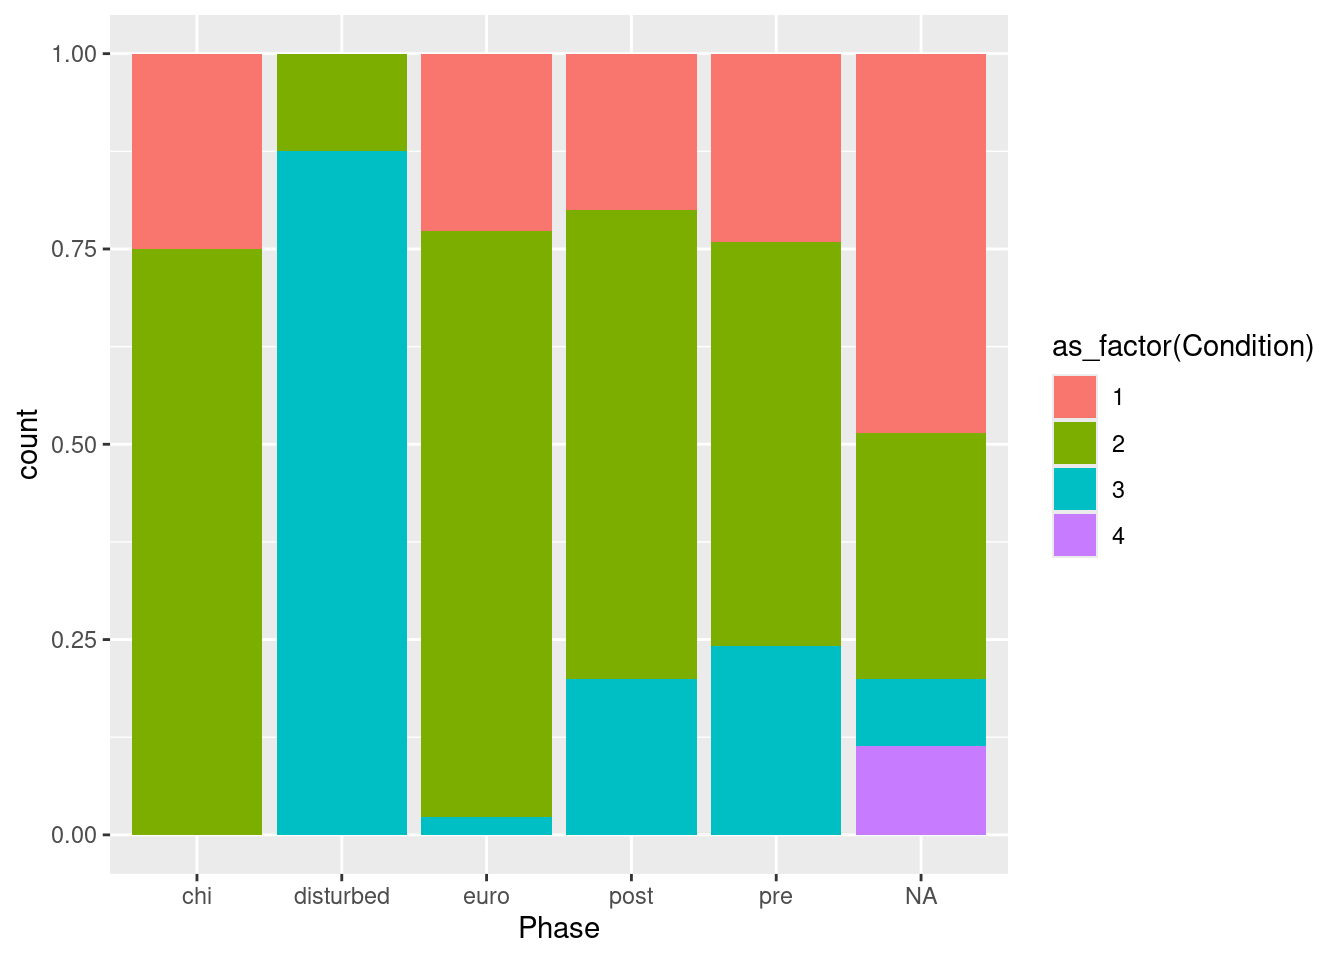 1.00
0.75
0.50
0.25
0.00
count
chi disturbed euro post pre NA
Phase
as_factor(Condition)
1
2
3
4